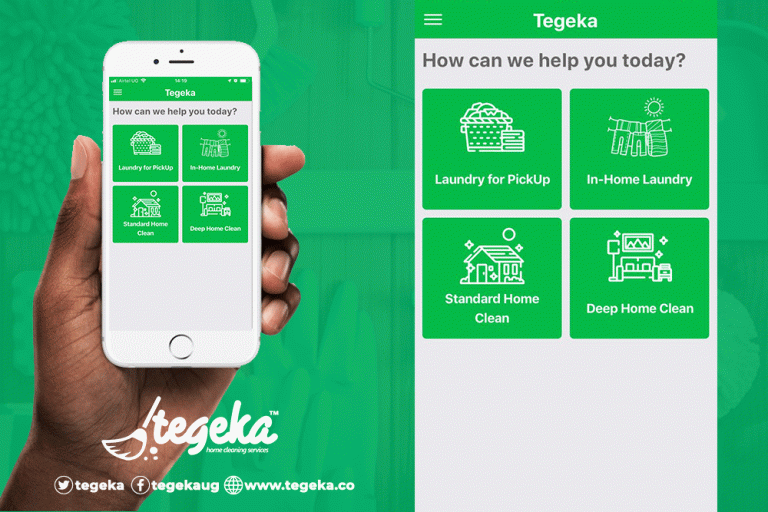 Airtel UG 14:19
Tegeka
How can we help you today?
Laundry for PickUp
In-Home Laundry
Standard Home
Clean
Deep Home Clean
tegeka™
home cleaning services
tegeka tegekaug www.tegeka.co
Tegeka
How can we help you today?
Laundry for PickUp
In-Home Laundry
Standard Home
Clean
Deep Home Clean